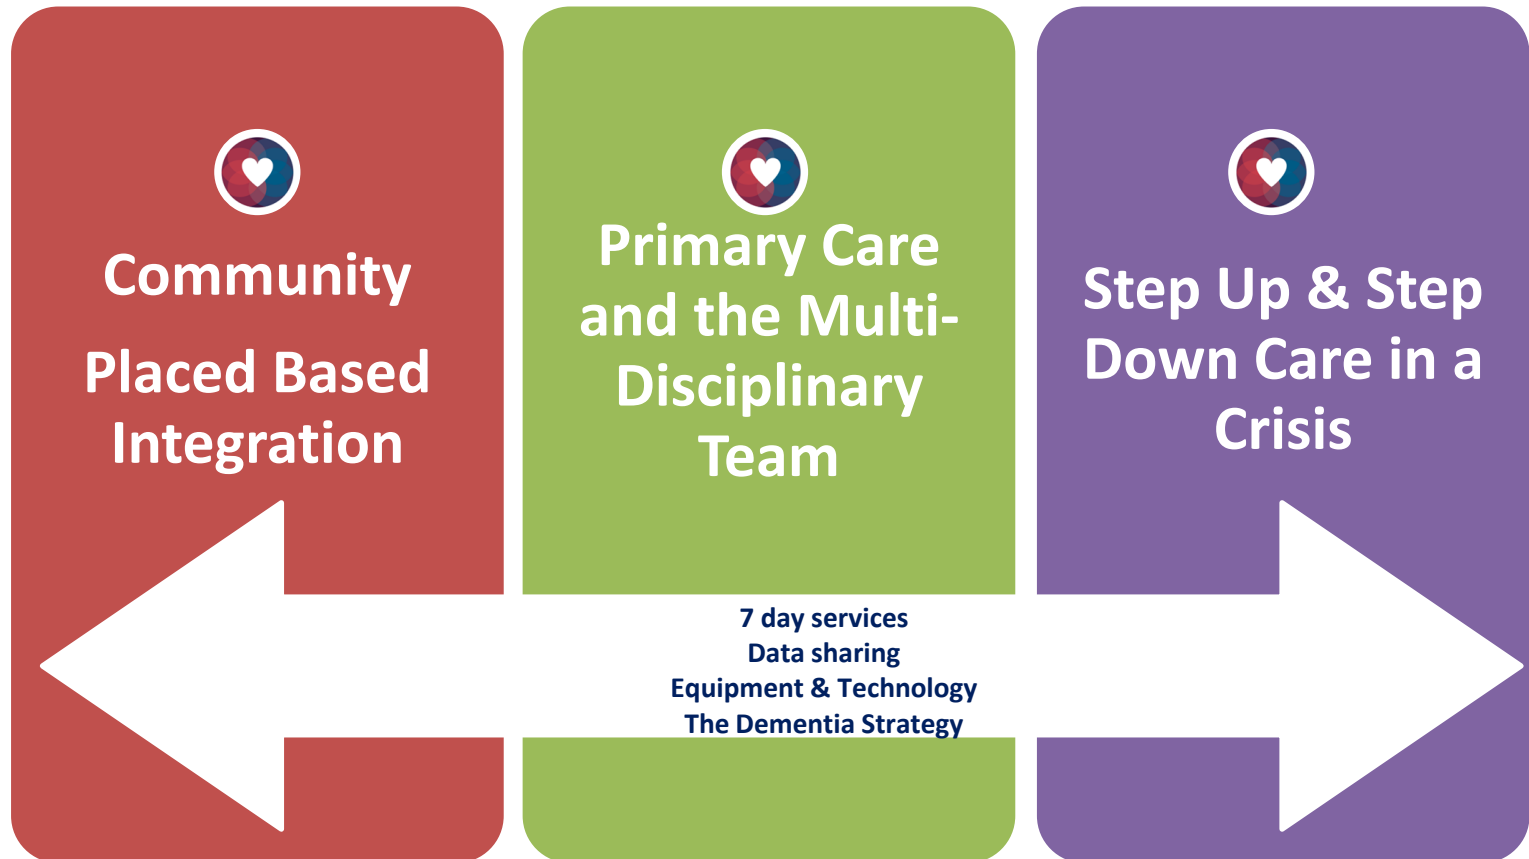 Community
Placed Based
Integration
Primary Care
and the Multi-
Disciplinary
Team
Step Up & Step
Down Care in a
Crisis
7 day services
Data sharing
Equipment & Technology
The Dementia Strategy